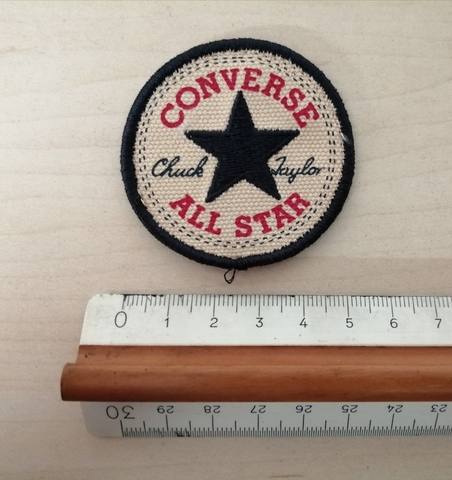 CONVERSE
Chuck Taylor
ALL STAR
0 1 2 3 4 5 6 7
30 29 28 27 26 25 24 23